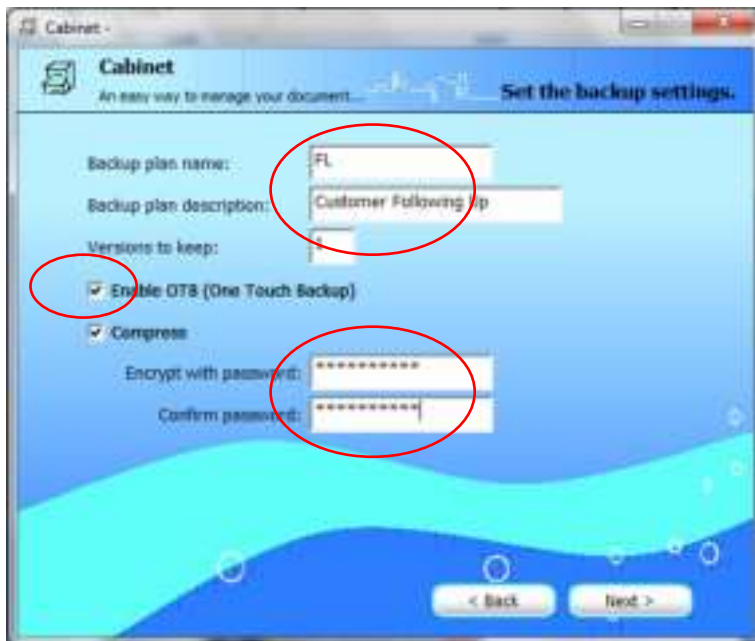 Cabinet -
Cabinet
An easy way to manage your document...
Set the backup settings.
Backup plan name:
FL
Backup plan description:
Customer Following Up
Versions to keep:
Enable OTB (One Touch Backup)
Compress
Encrypt with password:
**********
Confirm password:
**********
< Back
Next >